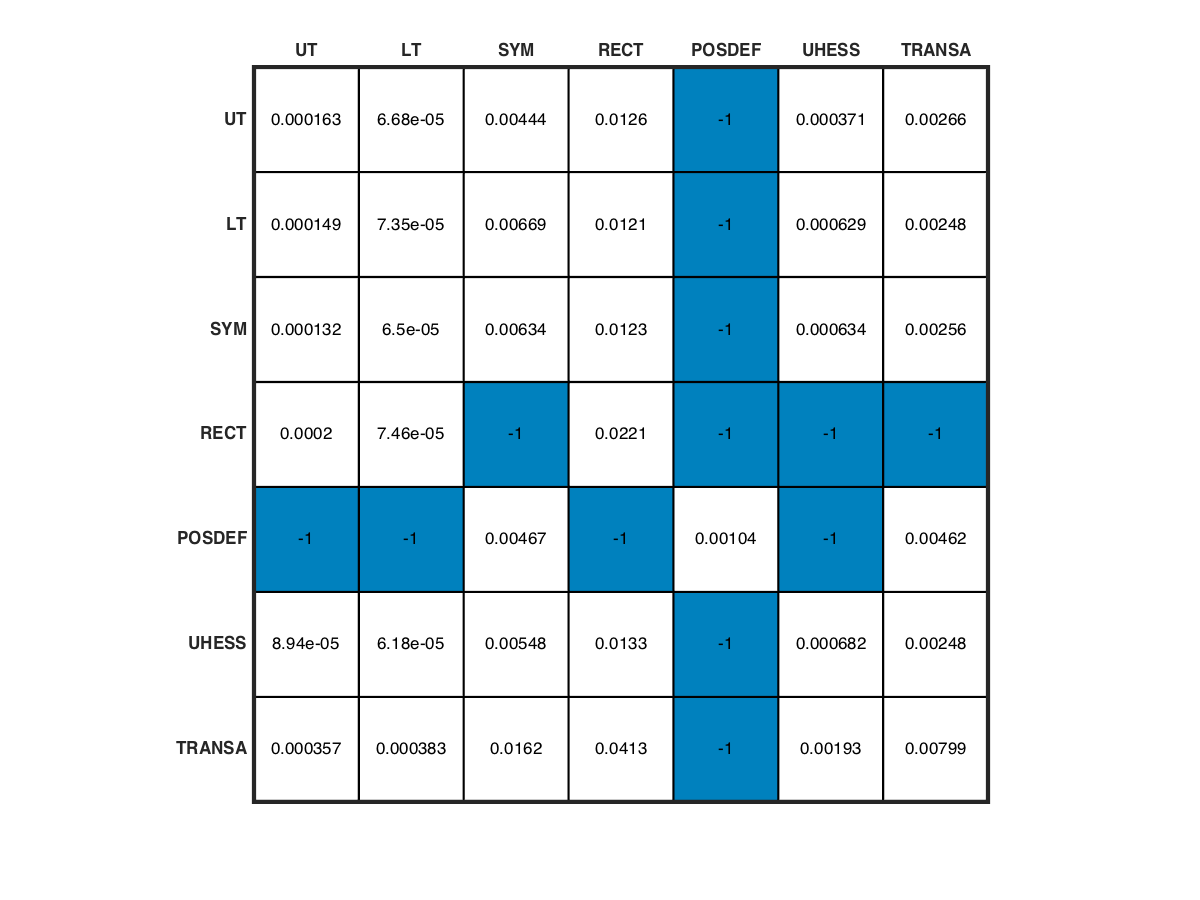 UT LT SYM RECT POSDEF UHESS TRANSA
UT 0.000163 6.68e-05 0.00444 0.0126 -1 0.000371 0.00266
LT 0.000149 7.35e-05 0.00669 0.0121 -1 0.000629 0.00248
SYM 0.000132 6.5e-05 0.00634 0.0123 -1 0.000634 0.00256
RECT 0.0002 7.46e-05 -1 0.0221 -1 -1 -1
POSDEF -1 -1 0.00467 -1 0.00104 -1 0.00462
UHESS 8.94e-05 6.18e-05 0.00548 0.0133 -1 0.000682 0.00248
TRANSA 0.000357 0.000383 0.0162 0.0413 -1 0.00193 0.00799